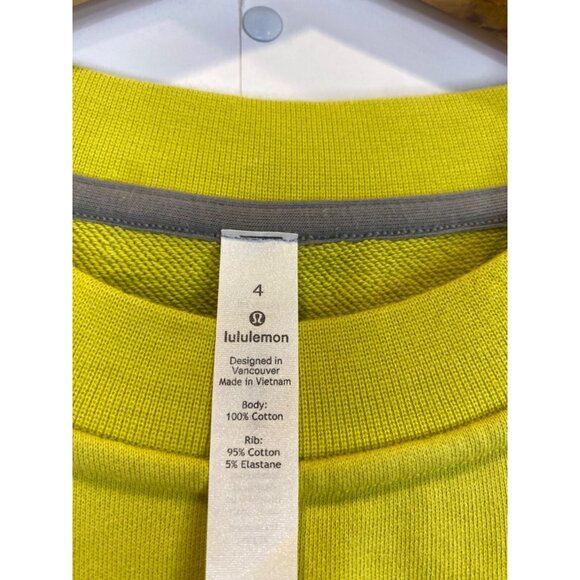 4
lululemon
Designed in
Vancouver
Made in Vietnam
Body:
100% Cotton
Rib:
95% Cotton
5% Elastane